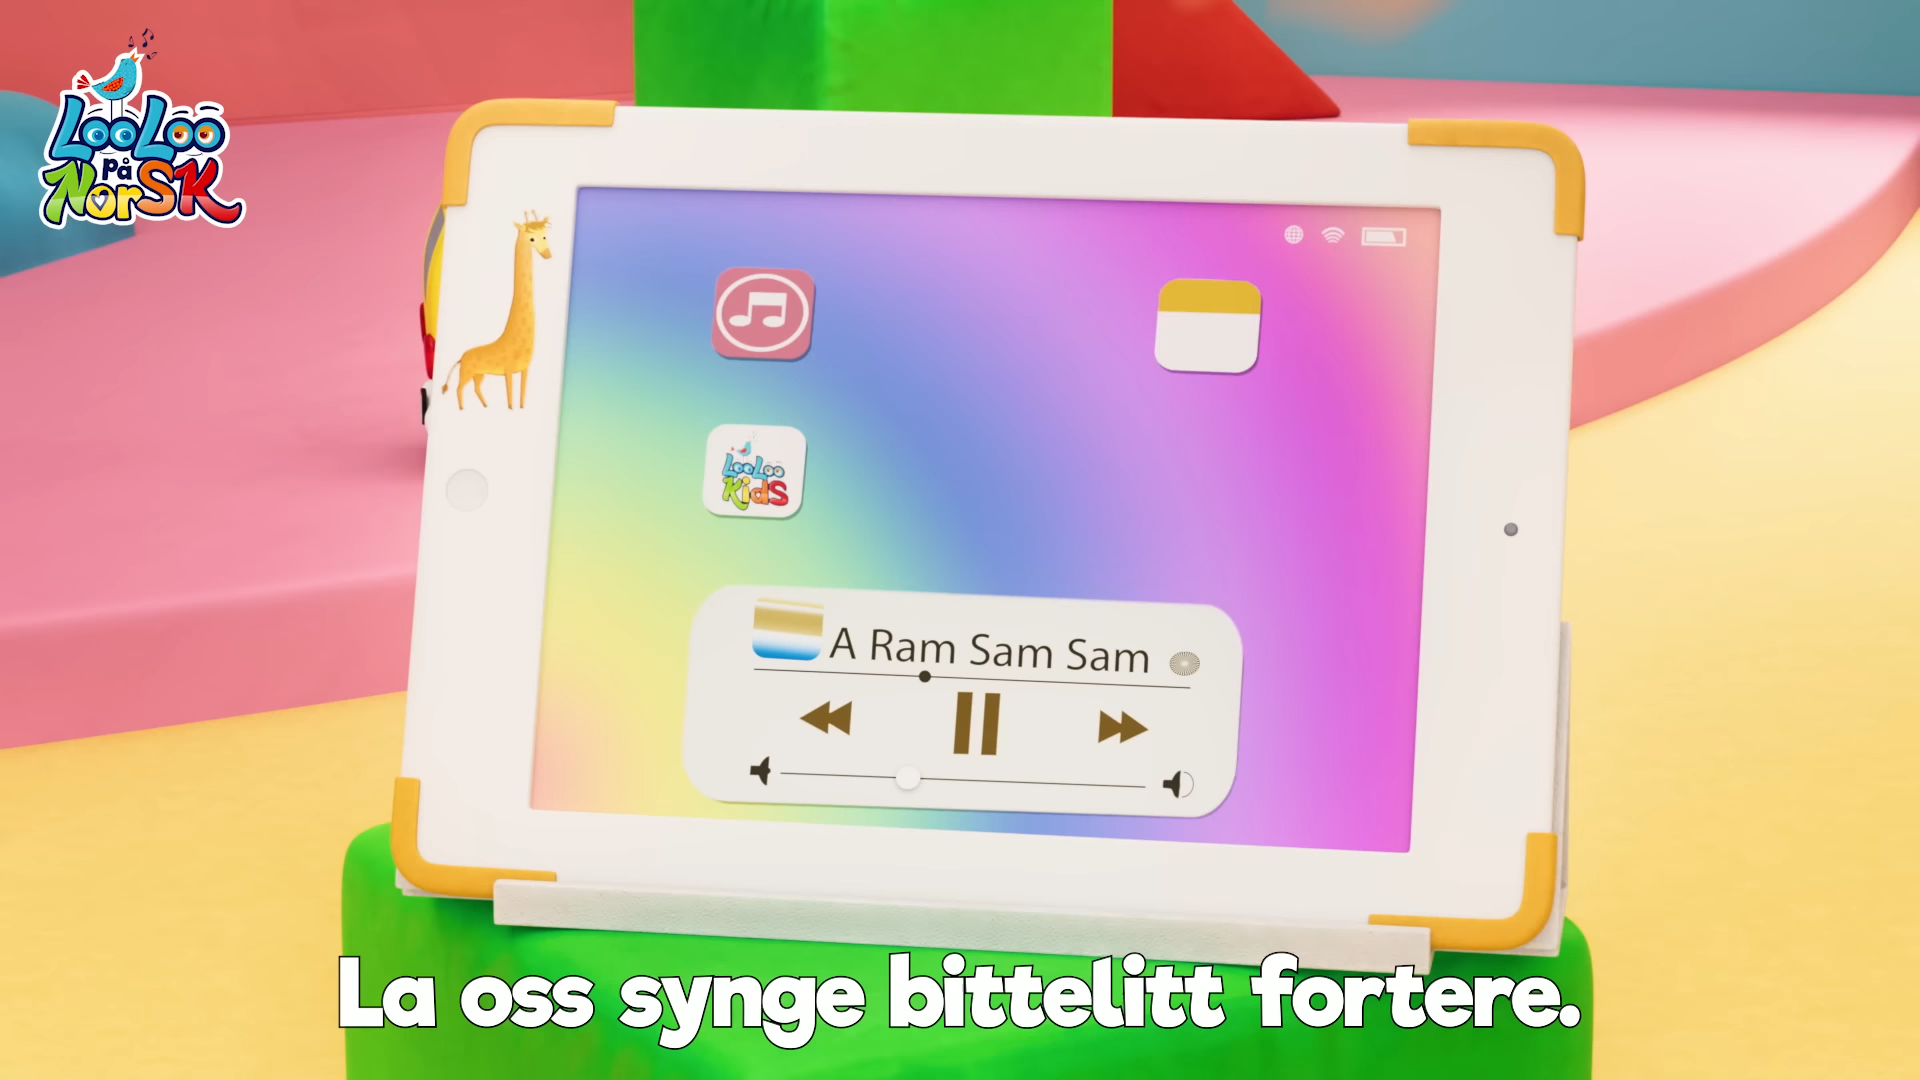 LooLoo
på
NorSK
LooLoo
Kids
A Ram Sam Sam
La oss synge bittelitt fortere.